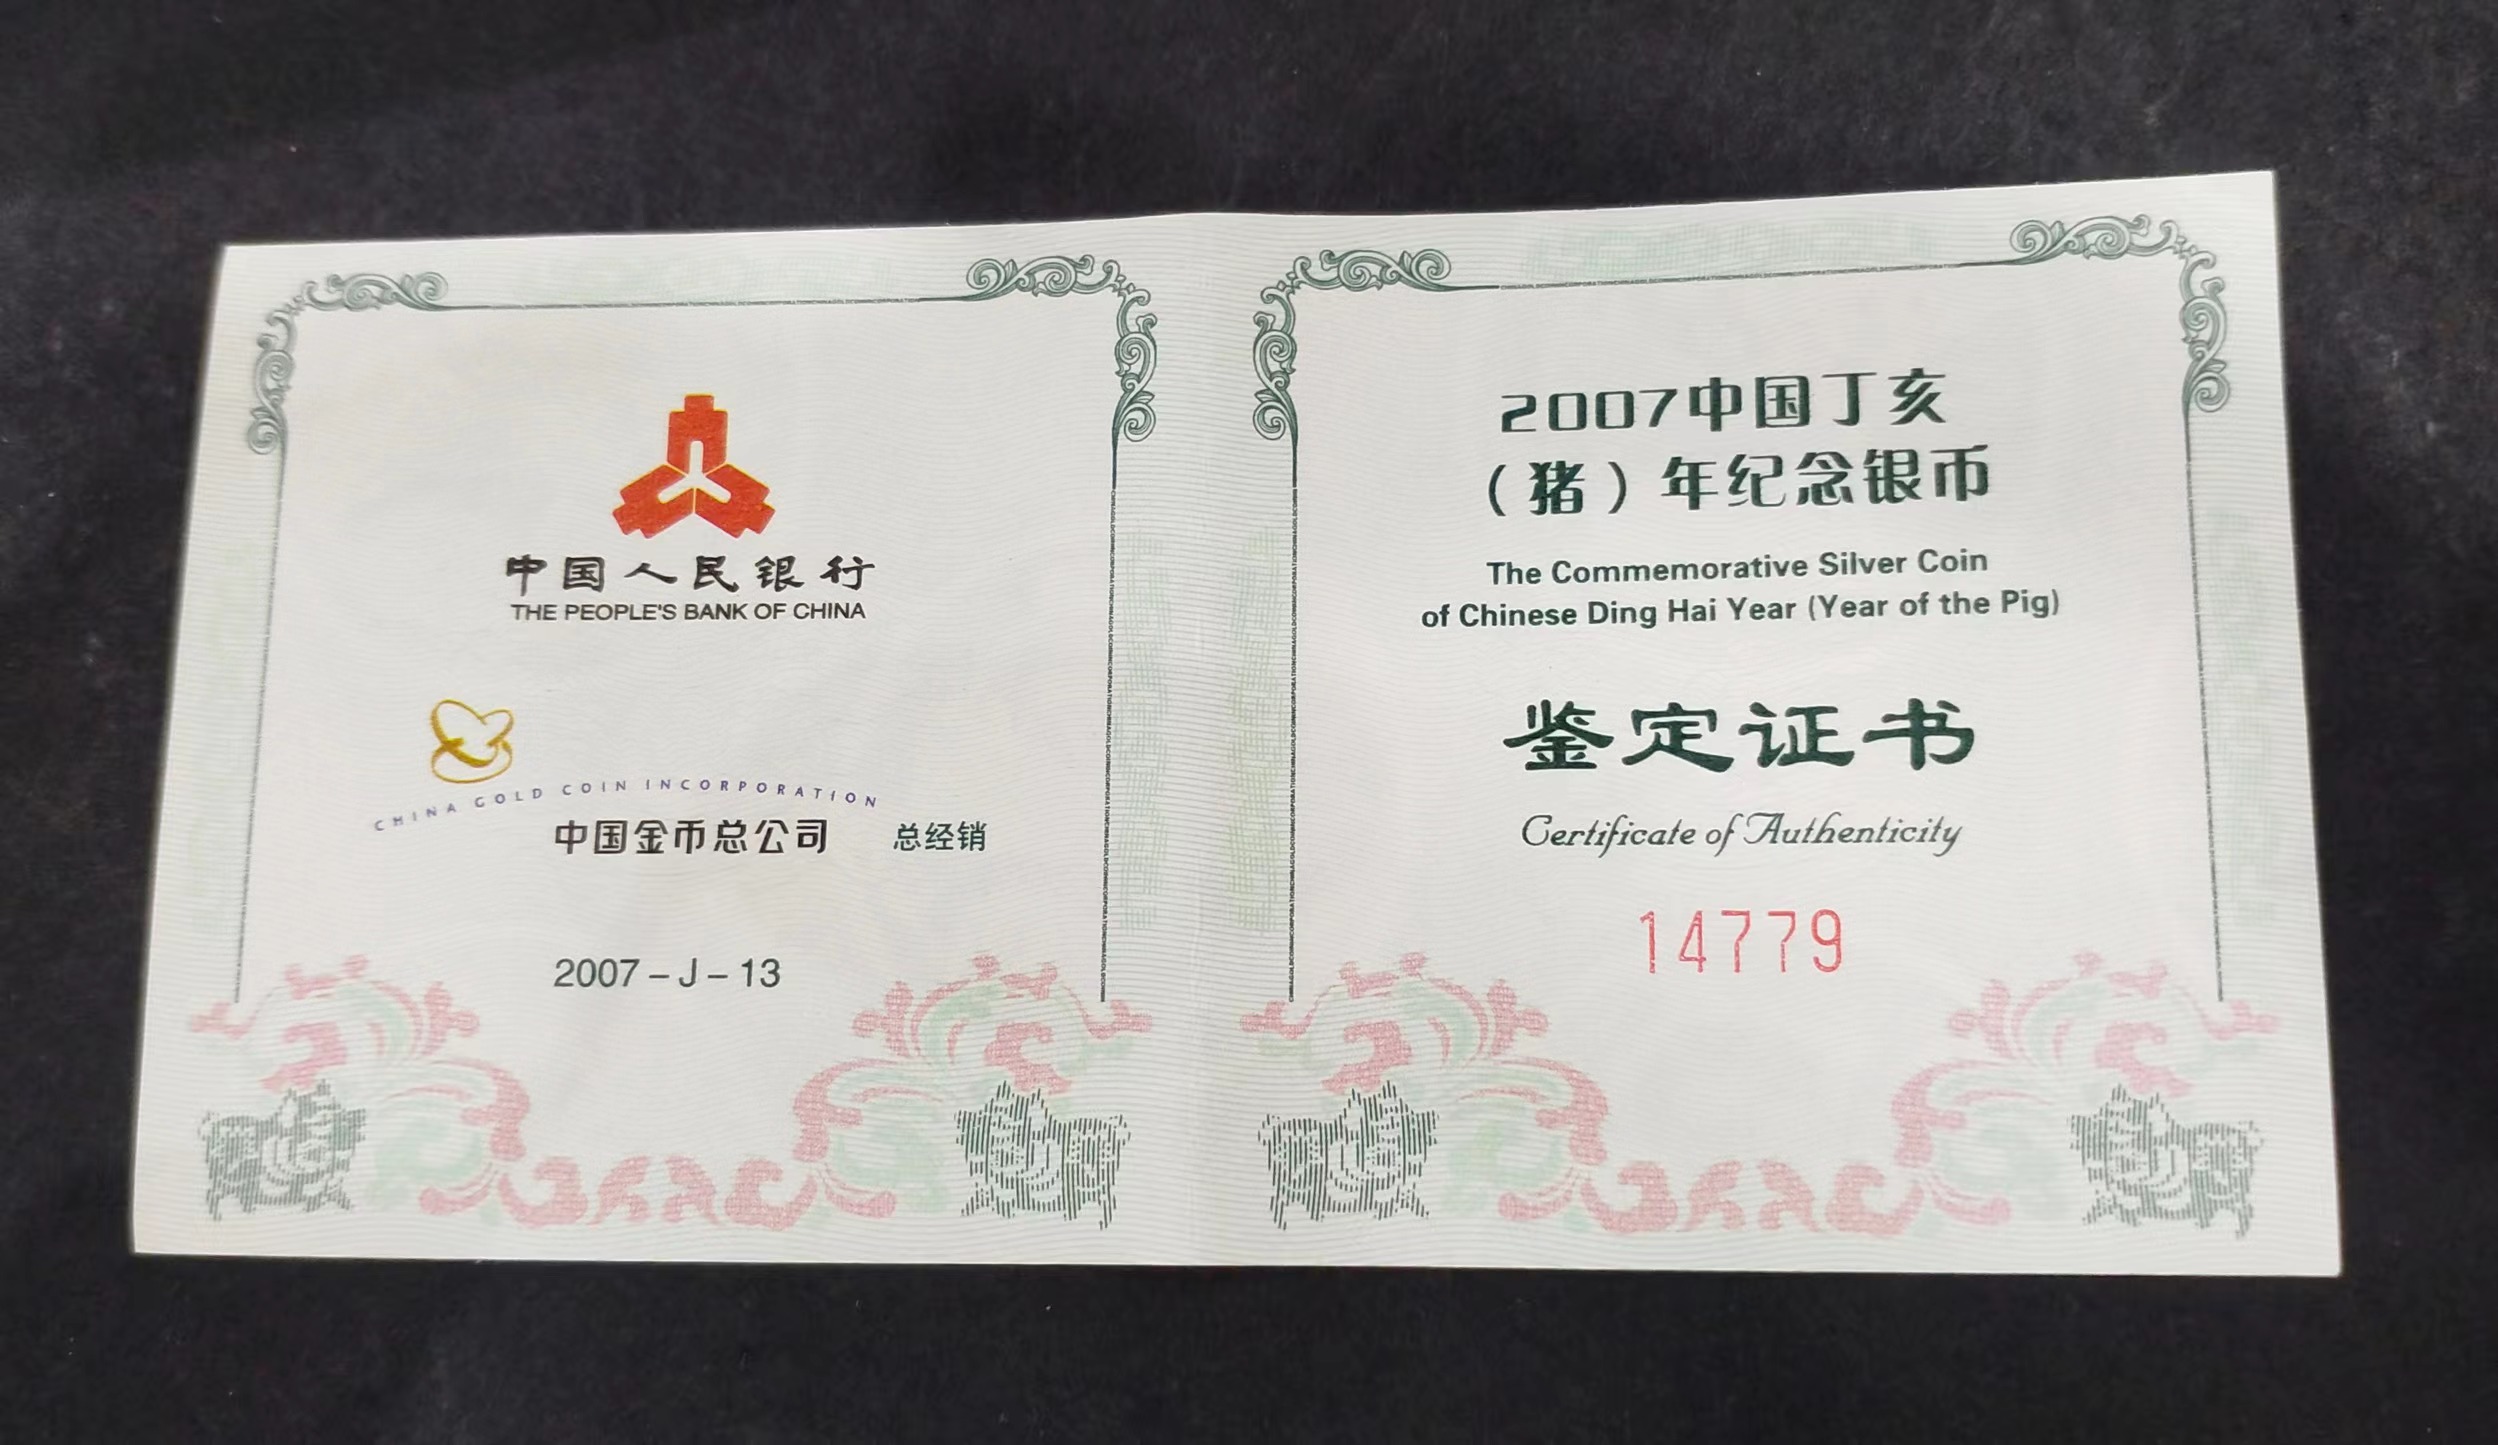 中国人民银行
THE PEOPLE'S BANK OF CHINA
CHINA GOLD COIN INCORPORATION
中国金币总公司 总经销
2007-J-13
2007中国丁亥
(猪)年纪念银币
The Commemorative Silver Coin
of Chinese Ding Hai Year (Year of the Pig)
鉴定证书
Certificate of Authenticity
14779